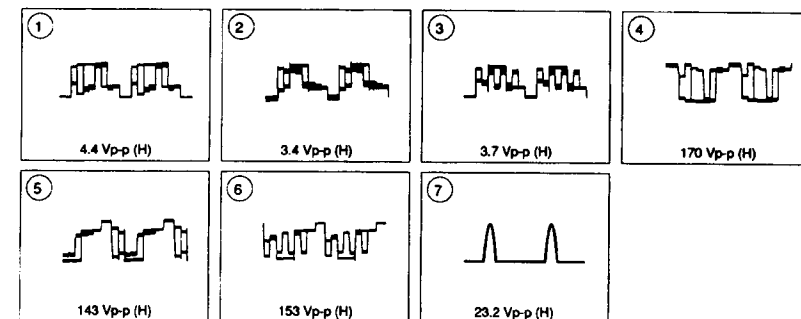 1
2
3
4
4.4 Vp-p (H)
3.4 Vp-p (H)
3.7 Vp-p (H)
170 Vp-p (H)
5
6
7
143 Vp-p (H)
153 Vp-p (H)
23.2 Vp-p (H)